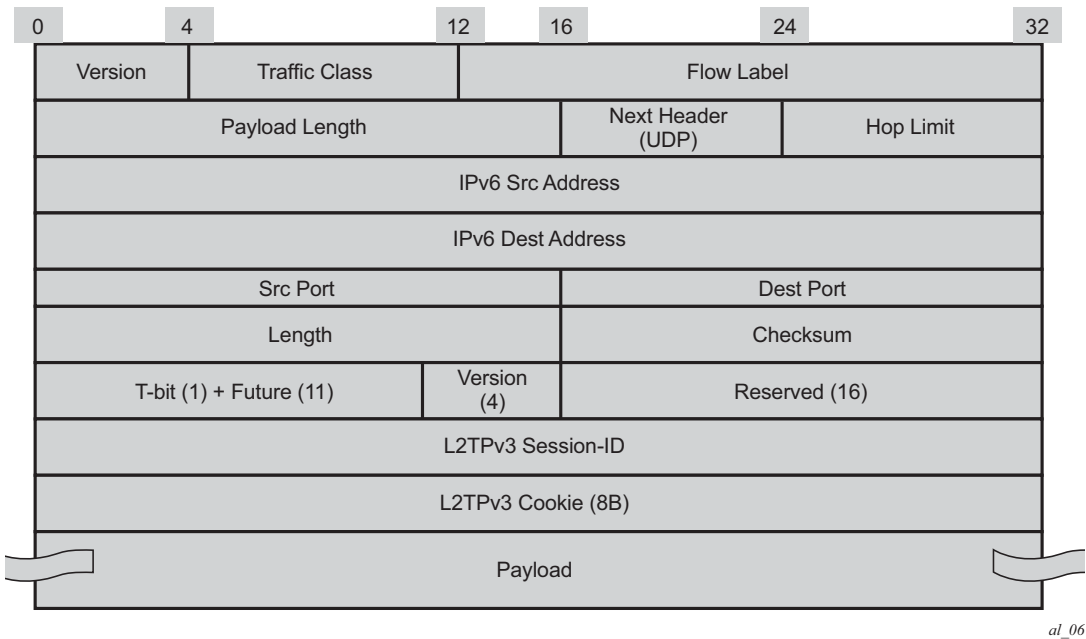 0 4 12 16 24 32
Version Traffic Class Flow Label
Payload Length Next Header
(UDP) Hop Limit
IPv6 Src Address
IPv6 Dest Address
Src Port Dest Port
Length Checksum
T-bit (1) + Future (11) Version
(4) Reserved (16)
L2TPv3 Session-ID
L2TPv3 Cookie (8B)
Payload
al_06